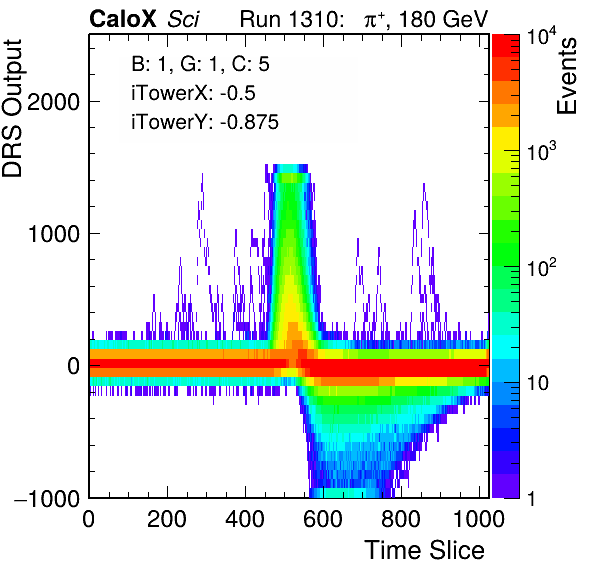 CaloX Sci Run 1310: π⁺, 180 GeV
B: 1, G: 1, C: 5
iTowerX: -0.5
iTowerY: -0.875
DRS Output
2000
1000
0
−1000
0 200 400 600 800 1000
Time Slice
Events
10⁴
10³
10²
10
1